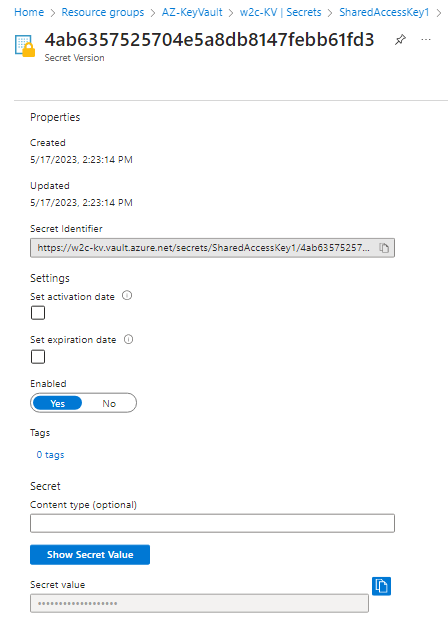 Home > Resource groups > AZ-KeyVault > w2c-KV | Secrets > SharedAccessKey1 >
4ab6357525704e5a8db8147febb61fd3
Secret Version
Properties
Created
5/17/2023, 2:23:14 PM
Updated
5/17/2023, 2:23:14 PM
Secret Identifier
https://w2c-kv.vault.azure.net/secrets/SharedAccessKey1/4ab63575257...
Settings
Set activation date
Set expiration date
Enabled
Yes No
Tags
0 tags
Secret
Content type (optional)
Show Secret Value
Secret value
•••••••••••••••••••